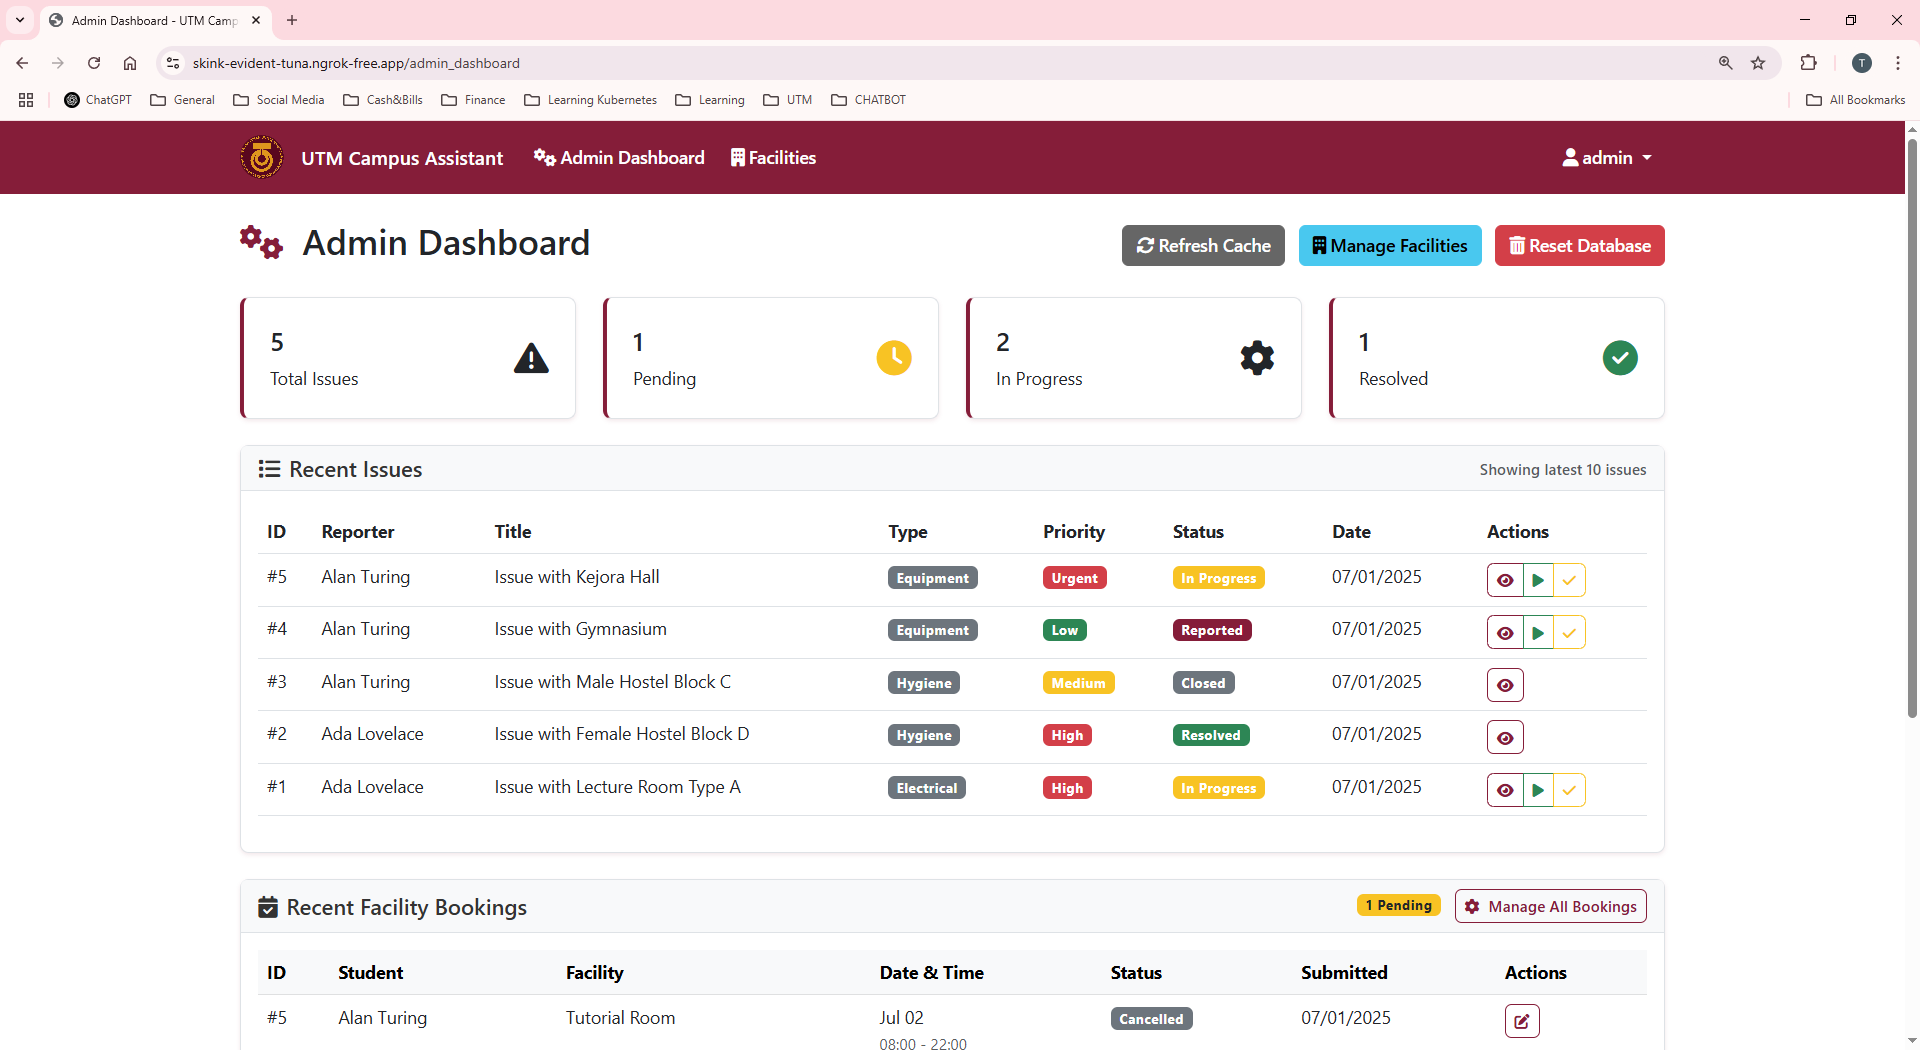 Admin Dashboard - UTM Camp
skink-evident-tuna.ngrok-free.app/admin_dashboard
T
ChatGPT General Social Media Cash&Bills Finance Learning Kubernetes Learning UTM CHATBOT All Bookmarks
UTM Campus Assistant Admin Dashboard Facilities admin
Admin Dashboard Refresh Cache Manage Facilities Reset Database
5 1 2 1
Total Issues Pending In Progress Resolved
Recent Issues Showing latest 10 issues
ID Reporter Title Type Priority Status Date Actions
#5 Alan Turing Issue with Kejora Hall Equipment Urgent In Progress 07/01/2025
#4 Alan Turing Issue with Gymnasium Equipment Low Reported 07/01/2025
#3 Alan Turing Issue with Male Hostel Block C Hygiene Medium Closed 07/01/2025
#2 Ada Lovelace Issue with Female Hostel Block D Hygiene High Resolved 07/01/2025
#1 Ada Lovelace Issue with Lecture Room Type A Electrical High In Progress 07/01/2025
Recent Facility Bookings 1 Pending Manage All Bookings
ID Student Facility Date & Time Status Submitted Actions
#5 Alan Turing Tutorial Room Jul 02 Cancelled 07/01/2025
08:00 - 22:00